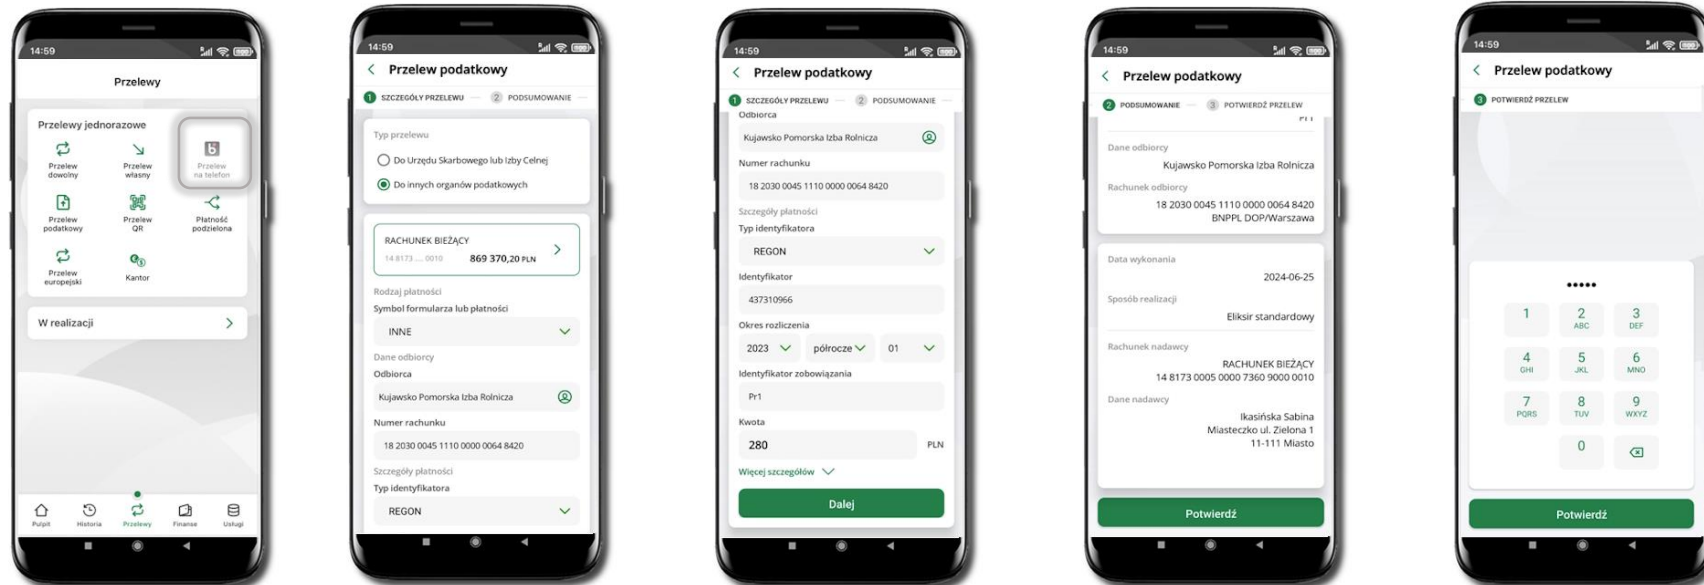 14:59
Przelewy
Przelewy jednorazowe
Przelew
dowolny
Przelew
własny
Przelew
na telefon
Przelew
podatkowy
Przelew
QR
Płatność
podzielona
Przelew
europejski
Kantor
W realizacji
Pulpit
Historia
Przelewy
Finanse
Usługi
14:59
Przelew podatkowy
1 SZCZEGÓŁY PRZELEWU 2 PODSUMOWANIE
Typ przelewu
Do Urzędu Skarbowego lub Izby Celnej
Do innych organów podatkowych
RACHUNEK BIEŻĄCY
14 8173 .... 0010 869 370,20 PLN
Rodzaj płatności
Symbol formularza lub płatności
INNE
Dane odbiorcy
Odbiorca
Kujawsko Pomorska Izba Rolnicza
Numer rachunku
18 2030 0045 1110 0000 0064 8420
Szczegóły płatności
Typ identyfikatora
REGON
14:59
Przelew podatkowy
1 SZCZEGÓŁY PRZELEWU 2 PODSUMOWANIE
Odbiorca
Kujawsko Pomorska Izba Rolnicza
Numer rachunku
18 2030 0045 1110 0000 0064 8420
Szczegóły płatności
Typ identyfikatora
REGON
Identyfikator
437310966
Okres rozliczenia
2023 półrocze 01
Identyfikator zobowiązania
Pr1
Kwota
280 PLN
Więcej szczegółów
Dalej
14:59
Przelew podatkowy
2 PODSUMOWANIE 3 POTWIERDŹ PRZELEW
Dane odbiorcy
Kujawsko Pomorska Izba Rolnicza
Rachunek odbiorcy
18 2030 0045 1110 0000 0064 8420
BNPPL DOP/Warszawa
Data wykonania
2024-06-25
Sposób realizacji
Eliksir standardowy
Rachunek nadawcy
RACHUNEK BIEŻĄCY
14 8173 0005 0000 7360 9000 0010
Dane nadawcy
Ikasińska Sabina
Miasteczko ul. Zielona 1
11-111 Miasto
Potwierdź
14:59
Przelew podatkowy
3 POTWIERDŹ PRZELEW
•••••
1 2 3
ABC DEF
4 5 6
GHI JKL MNO
7 8 9
PQRS TUV WXYZ
0
Potwierdź